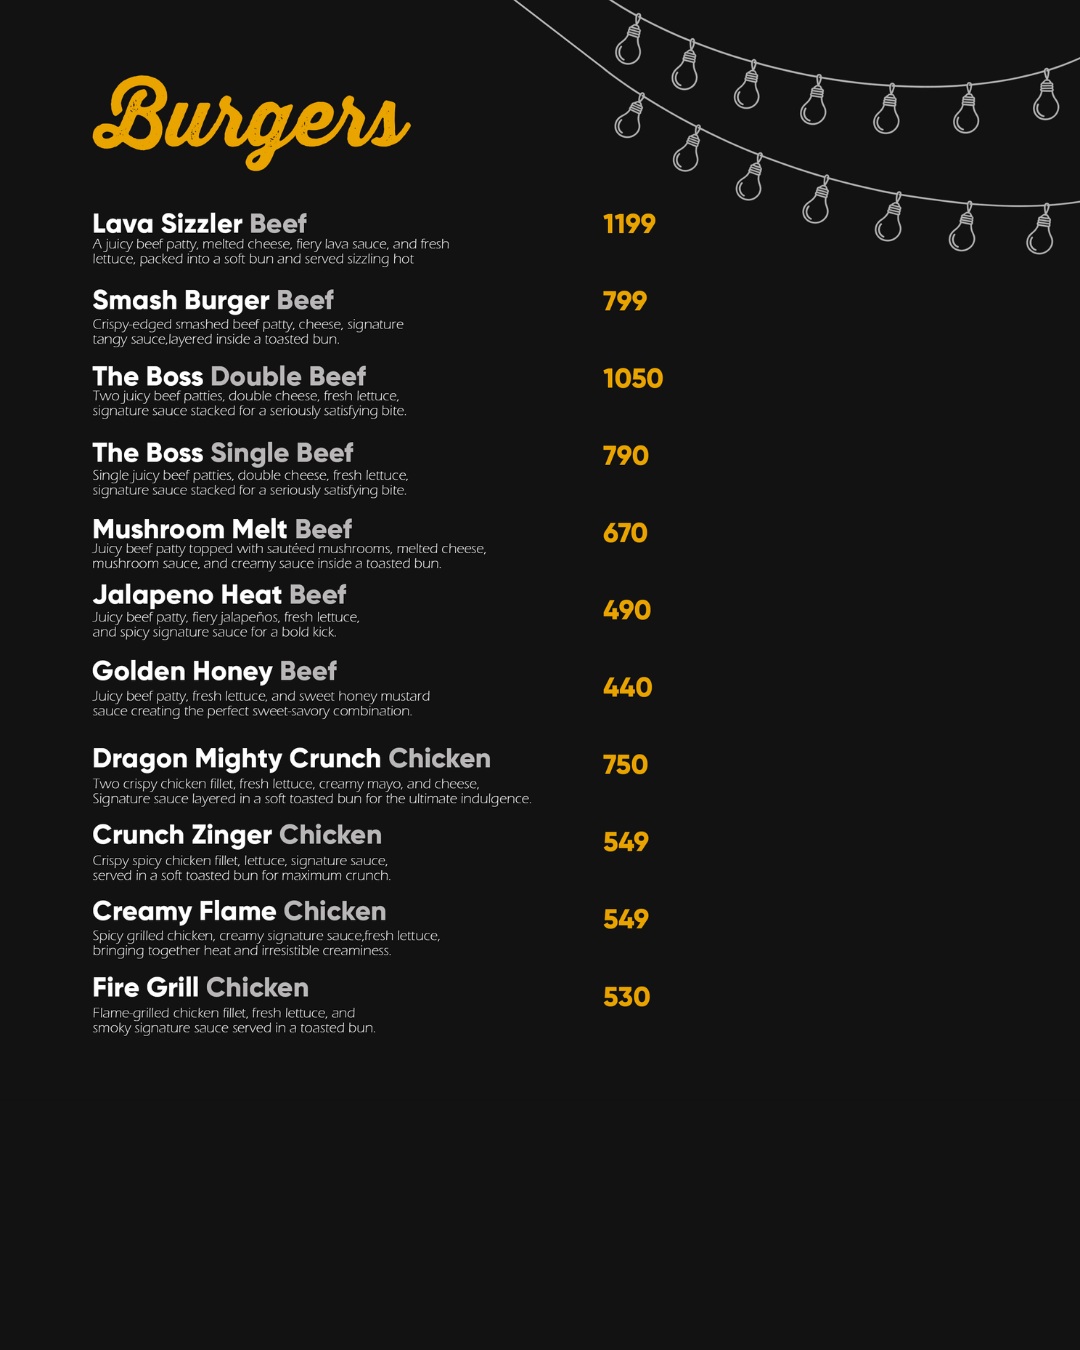 Burgers
Lava Sizzler Beef 1199
A juicy beef patty, melted cheese, fiery lava sauce, and fresh
lettuce, packed into a soft bun and served sizzling hot
Smash Burger Beef 799
Crispy-edged smashed beef patty, cheese, signature
tangy sauce,layered inside a toasted bun.
The Boss Double Beef 1050
Two juicy beef patties, double cheese, fresh lettuce,
signature sauce stacked for a seriously satisfying bite.
The Boss Single Beef 790
Single juicy beef patties, double cheese, fresh lettuce,
signature sauce stacked for a seriously satisfying bite.
Mushroom Melt Beef 670
Juicy beef patty topped with sautéed mushrooms, melted cheese,
mushroom sauce, and creamy sauce inside a toasted bun.
Jalapeno Heat Beef 490
Juicy beef patty, fiery jalapeños, fresh lettuce,
and spicy signature sauce for a bold kick.
Golden Honey Beef 440
Juicy beef patty, fresh lettuce, and sweet honey mustard
sauce creating the perfect sweet-savory combination.
Dragon Mighty Crunch Chicken 750
Two crispy chicken fillet, fresh lettuce, creamy mayo, and cheese,
Signature sauce layered in a soft toasted bun for the ultimate indulgence.
Crunch Zinger Chicken 549
Crispy spicy chicken fillet, lettuce, signature sauce,
served in a soft toasted bun for maximum crunch.
Creamy Flame Chicken 549
Spicy grilled chicken, creamy signature sauce,fresh lettuce,
bringing together heat and irresistible creaminess.
Fire Grill Chicken 530
Flame-grilled chicken fillet, fresh lettuce, and
smoky signature sauce served in a toasted bun.